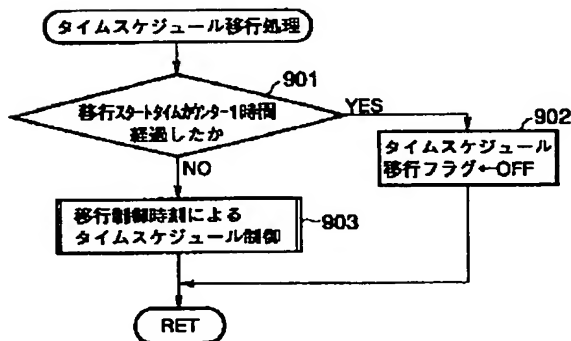 タイムスケジュール移行処理
901
移行スタートタイムカウンター1時間
経過したか
YES
902
タイムスケジュール
移行フラグ←OFF
NO
移行制御時刻による
タイムスケジュール制御
903
RET